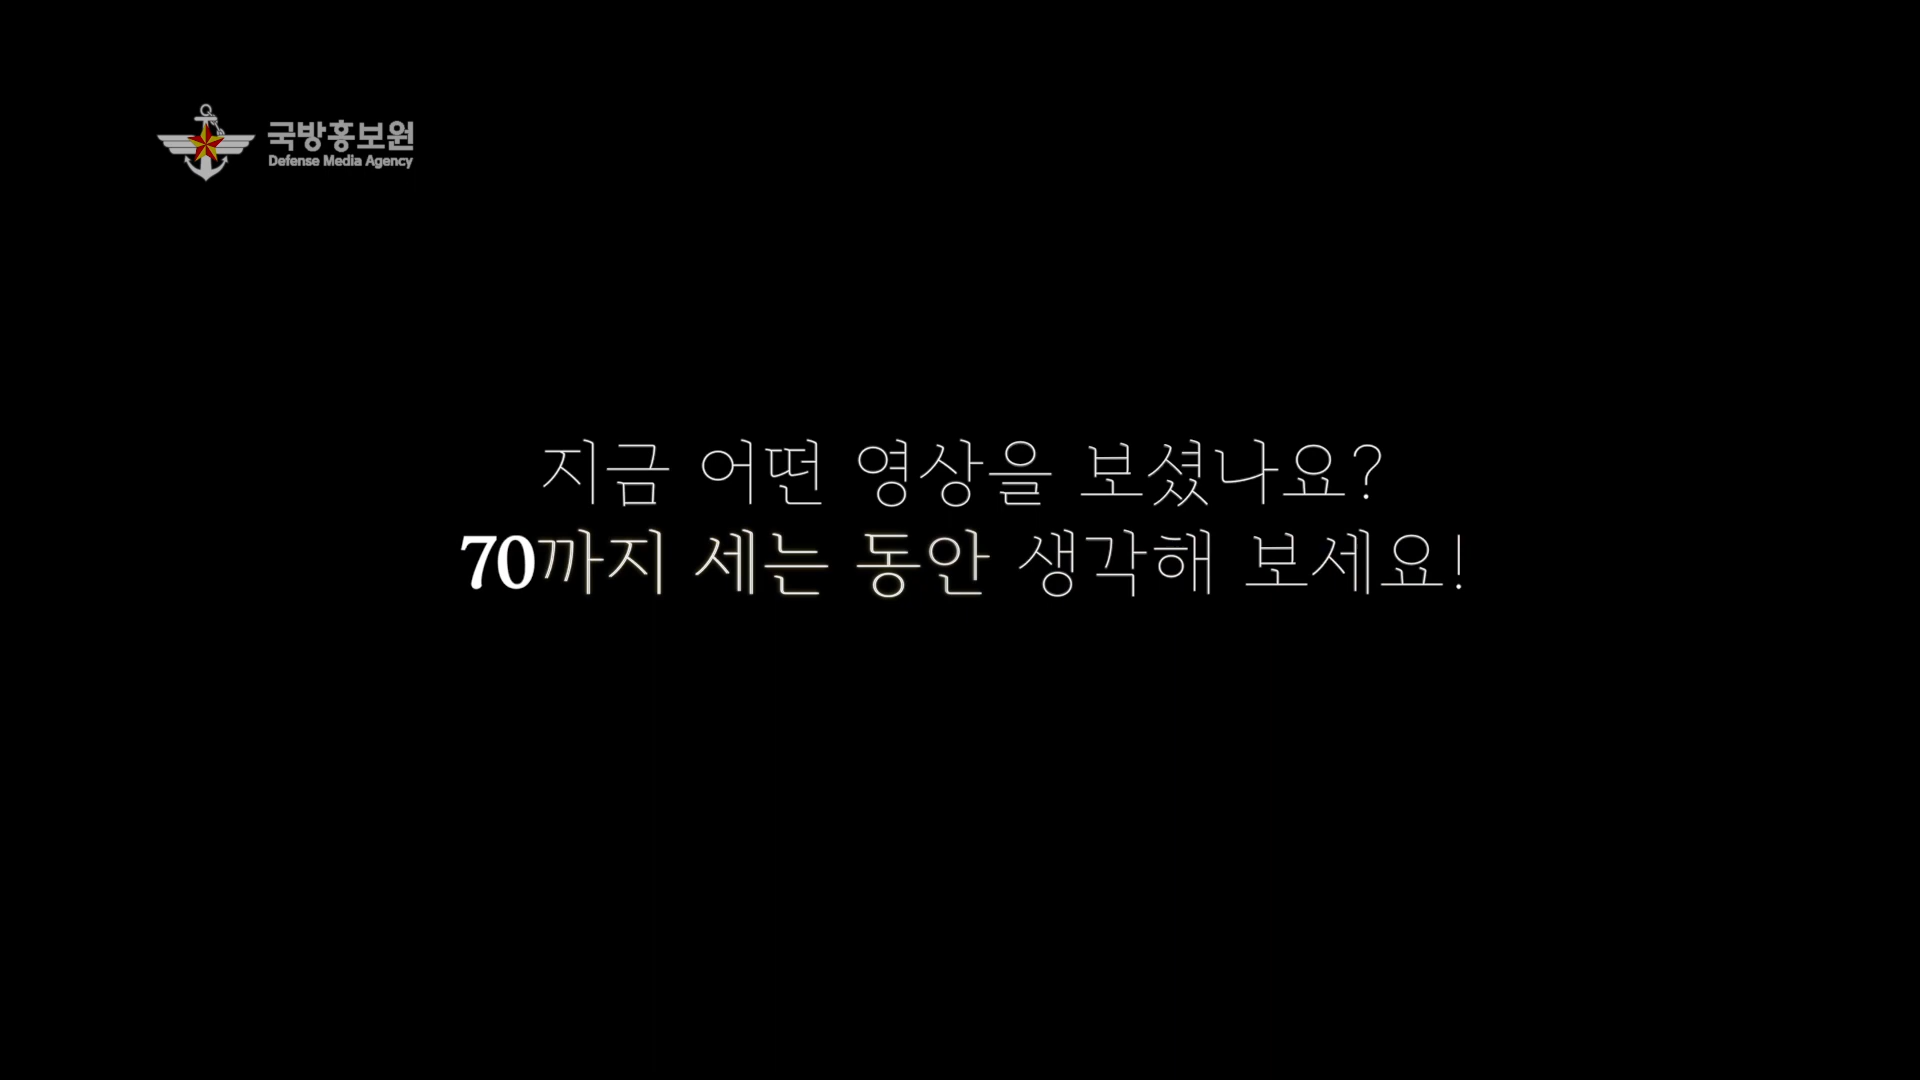 국방홍보원
Defense Media Agency
지금 어떤 영상을 보셨나요?
70까지 세는 동안 생각해 보세요!